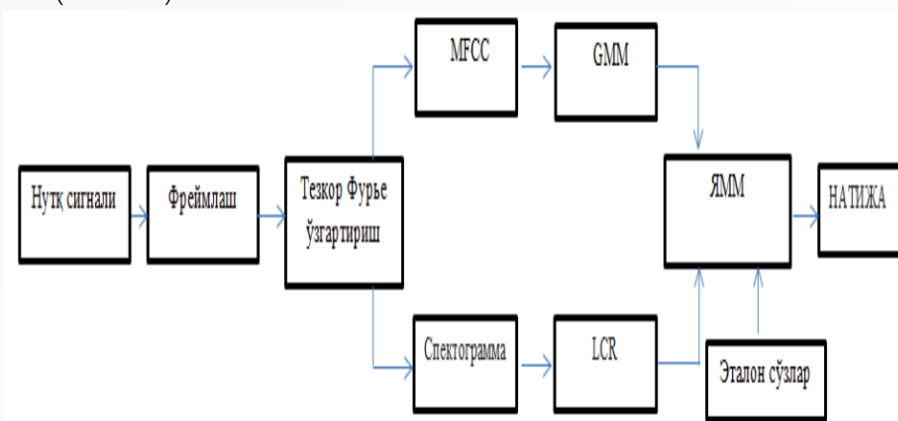 MFCC
GMM
Нутқ сигнали
Фреймлаш
Тезкор Фурье
ўзгартириш
ЯММ
НАТИЖА
Спектограмма
LCR
Эталон сўзлар